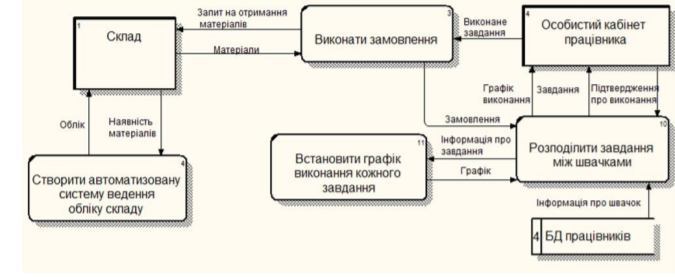 1
Склад
Запит на отримання
матеріалів
Матеріали
3
Виконати замовлення
Виконане
завдання
4
Особистий кабінет
працівника
Облік
Наявність
матеріалів
Графік
виконання
Завдання
Підтвердження
про виконання
Замовлення
4
Створити автоматизовану
систему ведення
обліку складу
11
Встановити графік
виконання кожного
завдання
Інформація про
завдання
Графік
10
Розподілити завдання
між швачками
Інформація про швачок
4
БД працівників